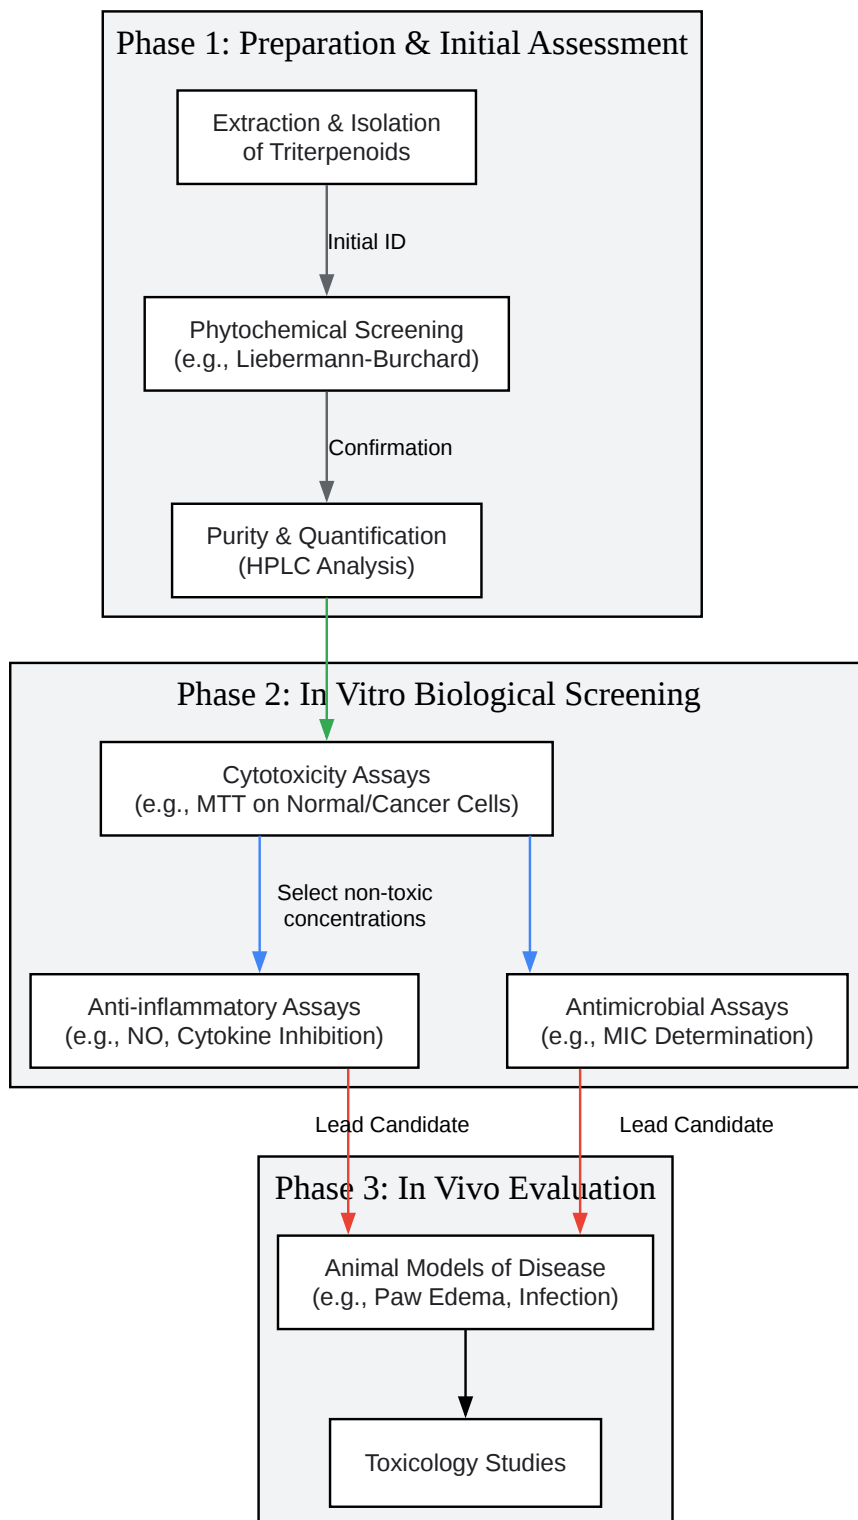 Phase 1: Preparation & Initial Assessment
Extraction & Isolation
of Triterpenoids
Initial ID
Phytochemical Screening
(e.g., Liebermann-Burchard)
Confirmation
Purity & Quantification
(HPLC Analysis)
Phase 2: In Vitro Biological Screening
Cytotoxicity Assays
(e.g., MTT on Normal/Cancer Cells)
Select non-toxic
concentrations
Anti-inflammatory Assays
(e.g., NO, Cytokine Inhibition)
Antimicrobial Assays
(e.g., MIC Determination)
Lead Candidate
Lead Candidate
Phase 3: In Vivo Evaluation
Animal Models of Disease
(e.g., Paw Edema, Infection)
Toxicology Studies